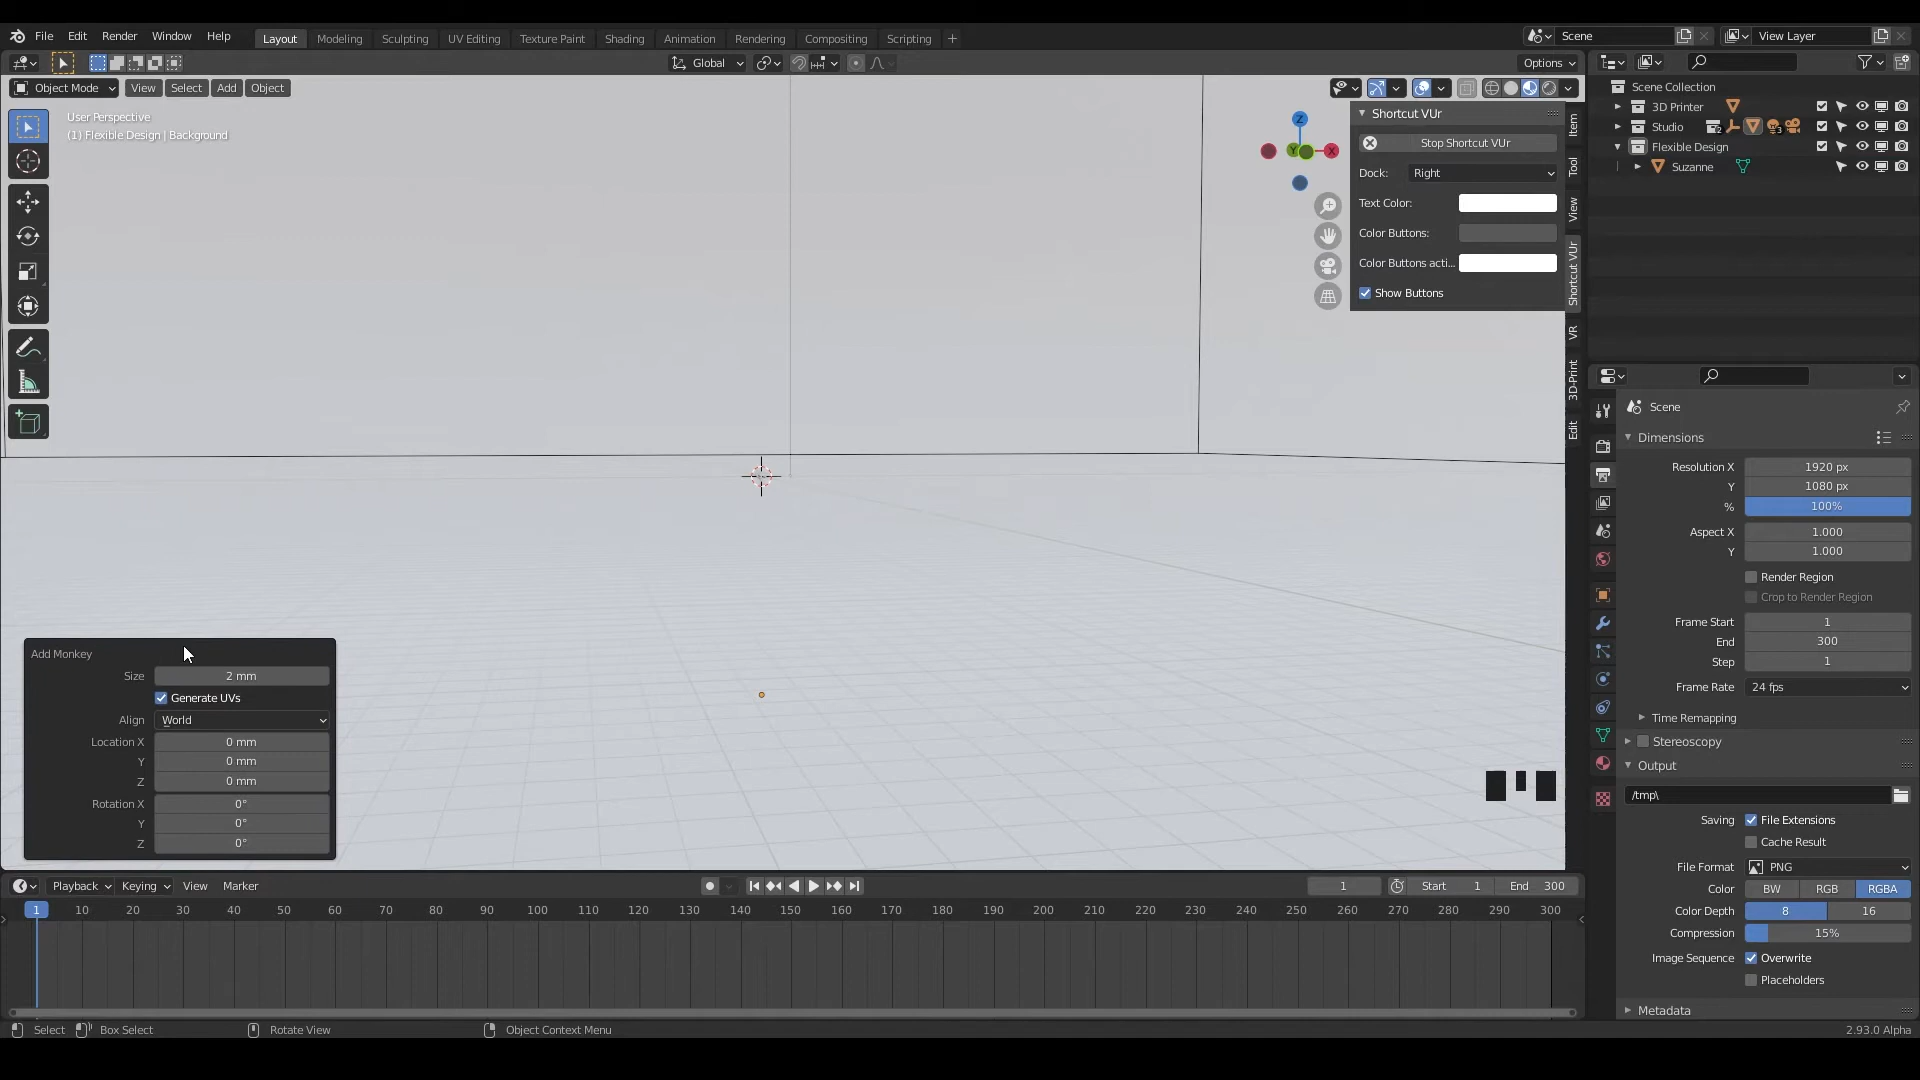 File Edit Render Window Help Layout Modeling Sculpting UV Editing Texture Paint Shading Animation Rendering Compositing Scripting + Scene View Layer
Global Options
Object Mode View Select Add Object
User Perspective
(1) Flexible Design | Background
Z
Y
X
Shortcut VUr
Stop Shortcut VUr
Dock: Right
Text Color:
Color Buttons:
Color Buttons acti...
Show Buttons
Item
Tool
View
Shortcut VUr
VR
3D-Print
Edit
Scene Collection
3D Printer
Studio 2 3
Flexible Design
Suzanne
Scene
Dimensions
Resolution X 1920 px
Y 1080 px
% 100%
Aspect X 1.000
Y 1.000
Render Region
Crop to Render Region
Frame Start 1
End 300
Step 1
Frame Rate 24 fps
Time Remapping
Stereoscopy
Output
/tmp\
Saving File Extensions
Cache Result
File Format PNG
Color BW RGB RGBA
Color Depth 8 16
Compression 15%
Image Sequence Overwrite
Placeholders
Metadata
Add Monkey
Size 2 mm
Generate UVs
Align World
Location X 0 mm
Y 0 mm
Z 0 mm
Rotation X 0°
Y 0°
Z 0°
Playback Keying View Marker 1 Start 1 End 300
1 10 20 30 40 50 60 70 80 90 100 110 120 130 140 150 160 170 180 190 200 210 220 230 240 250 260 270 280 290 300
Select Box Select Rotate View Object Context Menu 2.93.0 Alpha